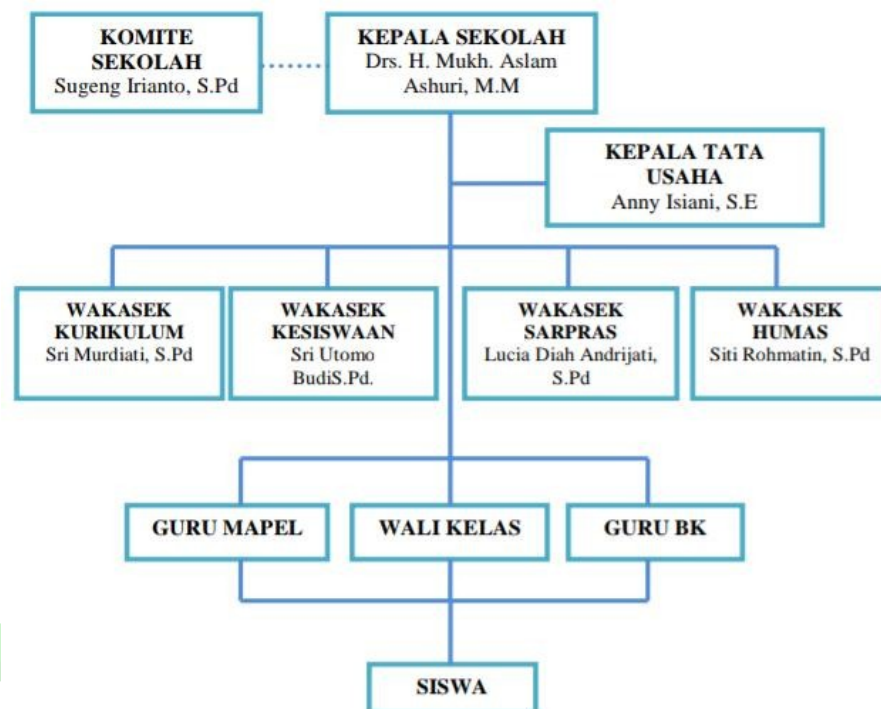 KOMITE
SEKOLAH
Sugeng Irianto, S.Pd
KEPALA SEKOLAH
Drs. H. Mukh. Aslam
Ashuri, M.M
KEPALA TATA
USAHA
Anny Isiani, S.E
WAKASEK
KURIKULUM
Sri Murdiati, S.Pd
WAKASEK
KESISWAAN
Sri Utomo
BudiS.Pd.
WAKASEK
SARPRAS
Lucia Diah Andrijati,
S.Pd
WAKASEK
HUMAS
Siti Rohmatin, S.Pd
GURU MAPEL
WALI KELAS
GURU BK
SISWA